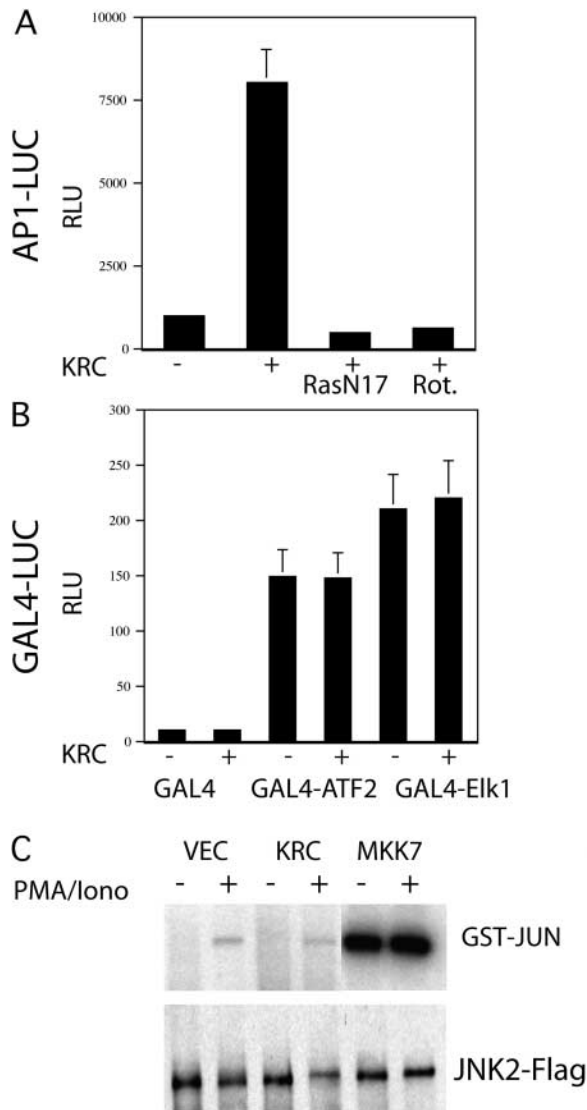 A
AP1-LUC
RLU
10000
7500
5000
2500
0
KRC - + + +
RasN17 Rot.
B
GAL4-LUC
RLU
300
250
200
150
100
50
0
KRC - + - + - +
GAL4 GAL4-ATF2 GAL4-Elk1
C
VEC KRC MKK7
PMA/Iono - + - + - +
GST-JUN
JNK2-Flag